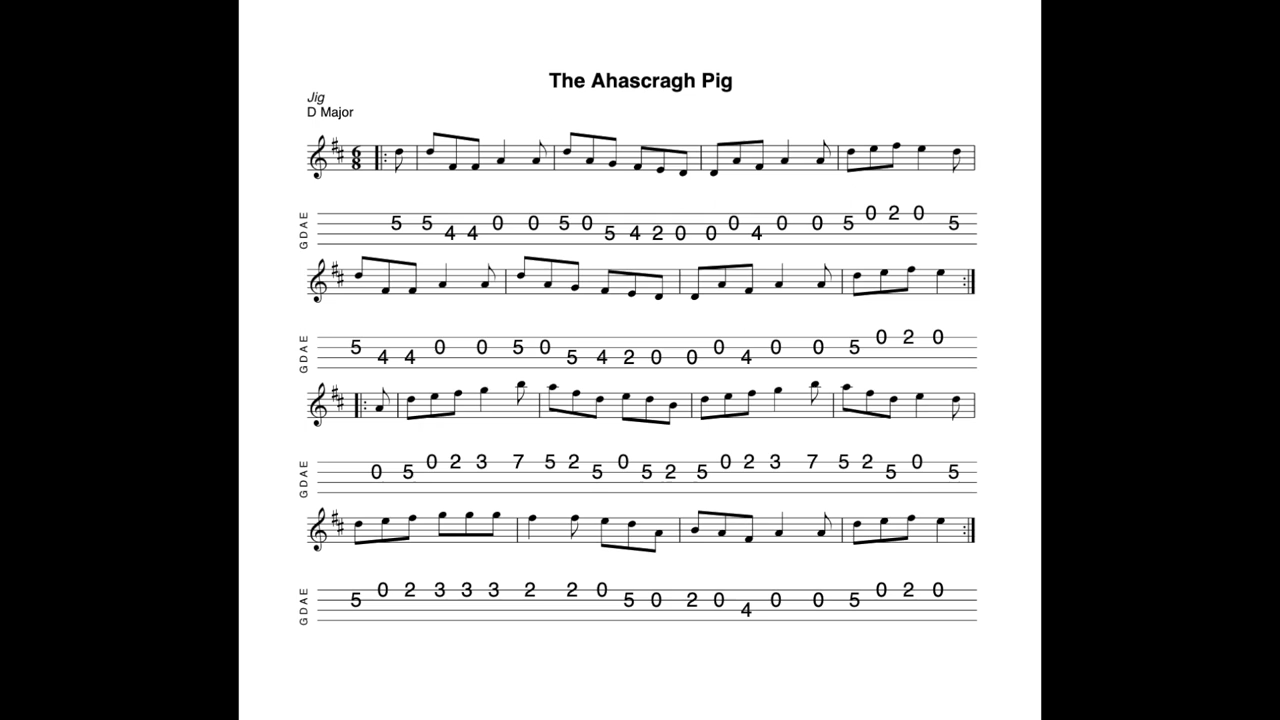 The Ahascragh Pig
Jig
D Major
6
8
G D A E
5 5 4 4 0 0 5 0 5 4 2 0 0 0 4 0 0 5 0 2 0 5
G D A E
5 4 4 0 0 5 0 5 4 2 0 0 0 4 0 0 5 0 2 0
G D A E
0 5 0 2 3 7 5 2 5 0 5 2 5 0 2 3 7 5 2 5 0 5
G D A E
5 0 2 3 3 3 2 2 0 5 0 2 0 4 0 0 5 0 2 0